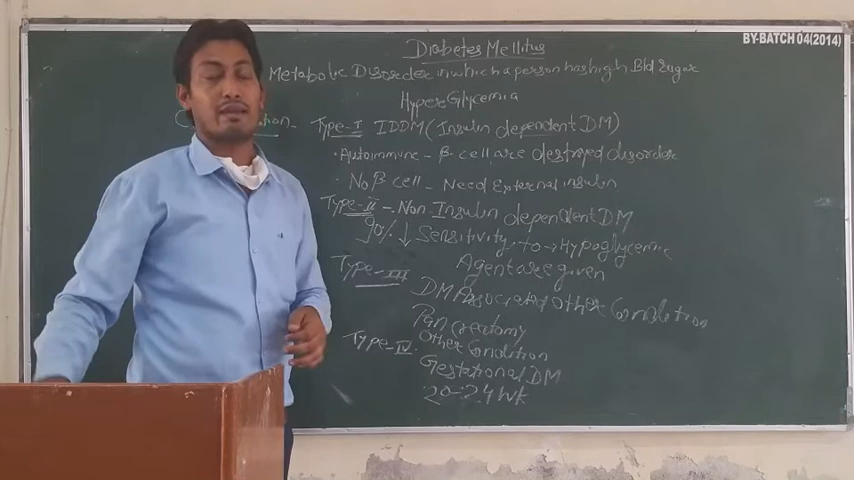 BY-BATCH 04(2014)
Diabetes Mellitus
Metabolic Disorder in which a person has high Bld Sugar
HyperGlycemia
Type-I IDDM (Insulin dependent DM)
• Autoimmune - β cell are destroyed disorder
• No β cell - Need External insulin
Type-II - Non Insulin dependent DM
90% ↓ Sensitivity to → Hypoglycemic
Agent are given
Type-III
DM Associated Other Condition
Pancreatomy
Type-IV Other Condition
Gestational DM
20-24 wk